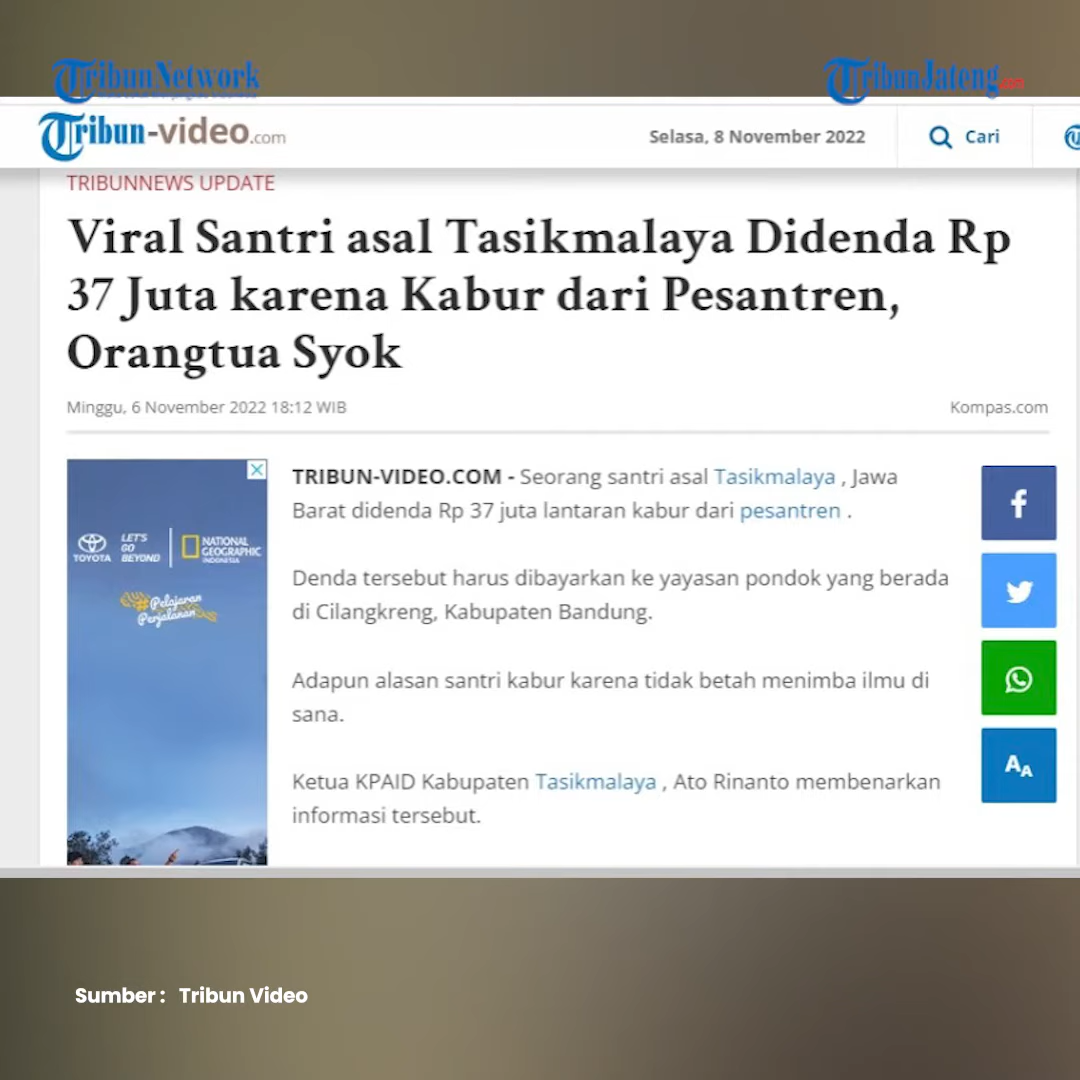 TribunNetwork
TribunJateng.com
Tribun-video.com
Selasa, 8 November 2022
Cari
TRIBUNNEWS UPDATE
Viral Santri asal Tasikmalaya Didenda Rp
37 Juta karena Kabur dari Pesantren,
Orangtua Syok
Minggu, 6 November 2022 18:12 WIB
Kompas.com
TOYOTA
LET'S
GO
BEYOND
NATIONAL
GEOGRAPHIC
INDONESIA
#Pelajaran
Perjalanan
TRIBUN-VIDEO.COM - Seorang santri asal Tasikmalaya , Jawa
Barat didenda Rp 37 juta lantaran kabur dari pesantren .
Denda tersebut harus dibayarkan ke yayasan pondok yang berada
di Cilangkreng, Kabupaten Bandung.
Adapun alasan santri kabur karena tidak betah menimba ilmu di
sana.
Ketua KPAID Kabupaten Tasikmalaya , Ato Rinanto membenarkan
informasi tersebut.
AA
Sumber : Tribun Video